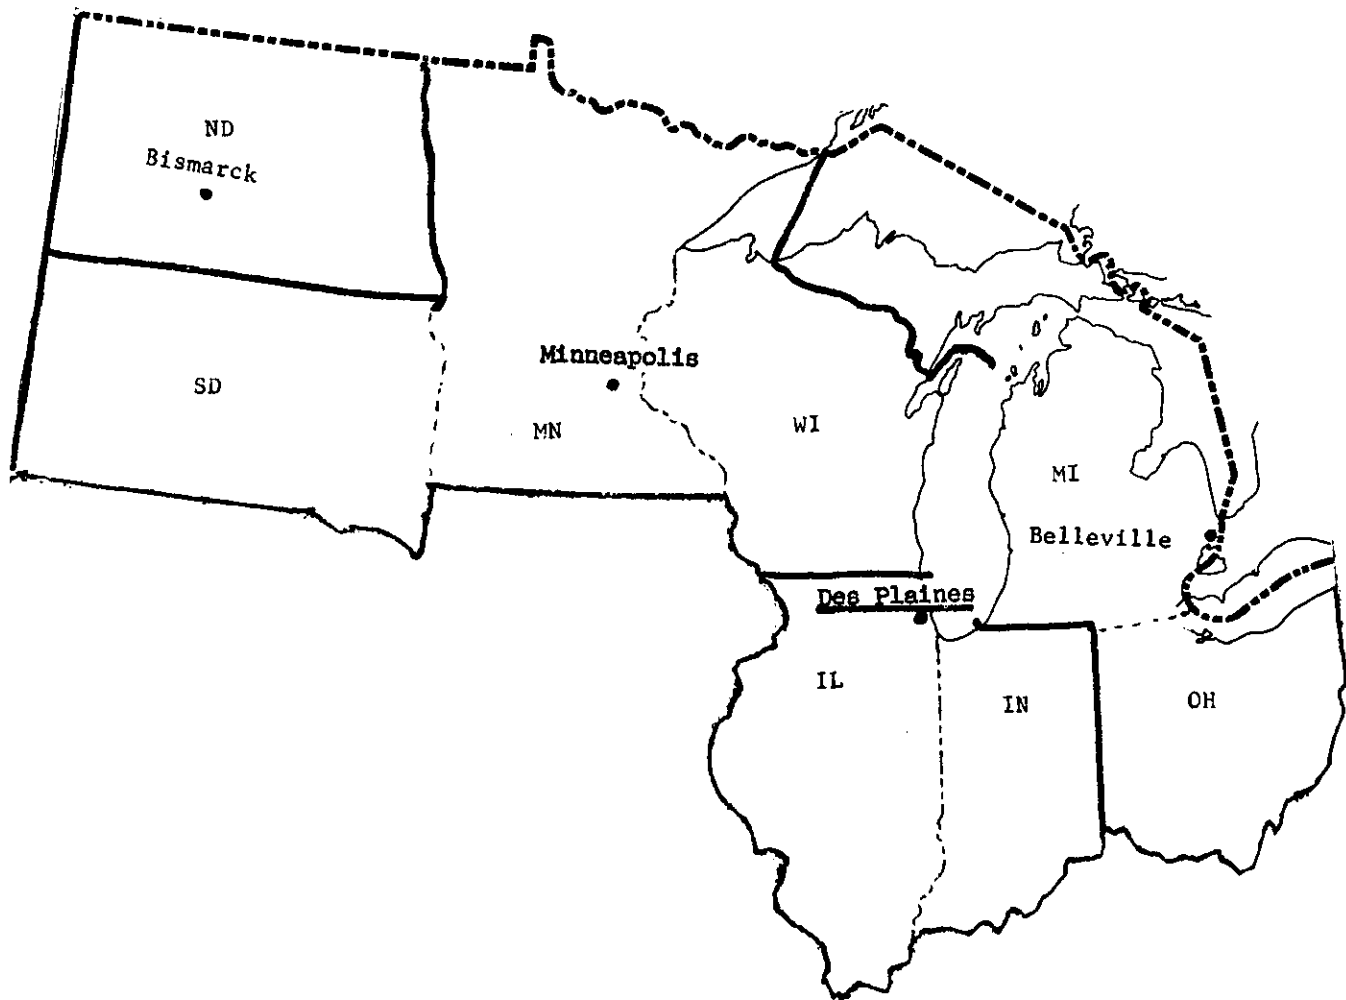 ND
Bismarck
Minneapolis
SD
MN
WI
MI
Belleville
Des Plaines
IL
IN
OH